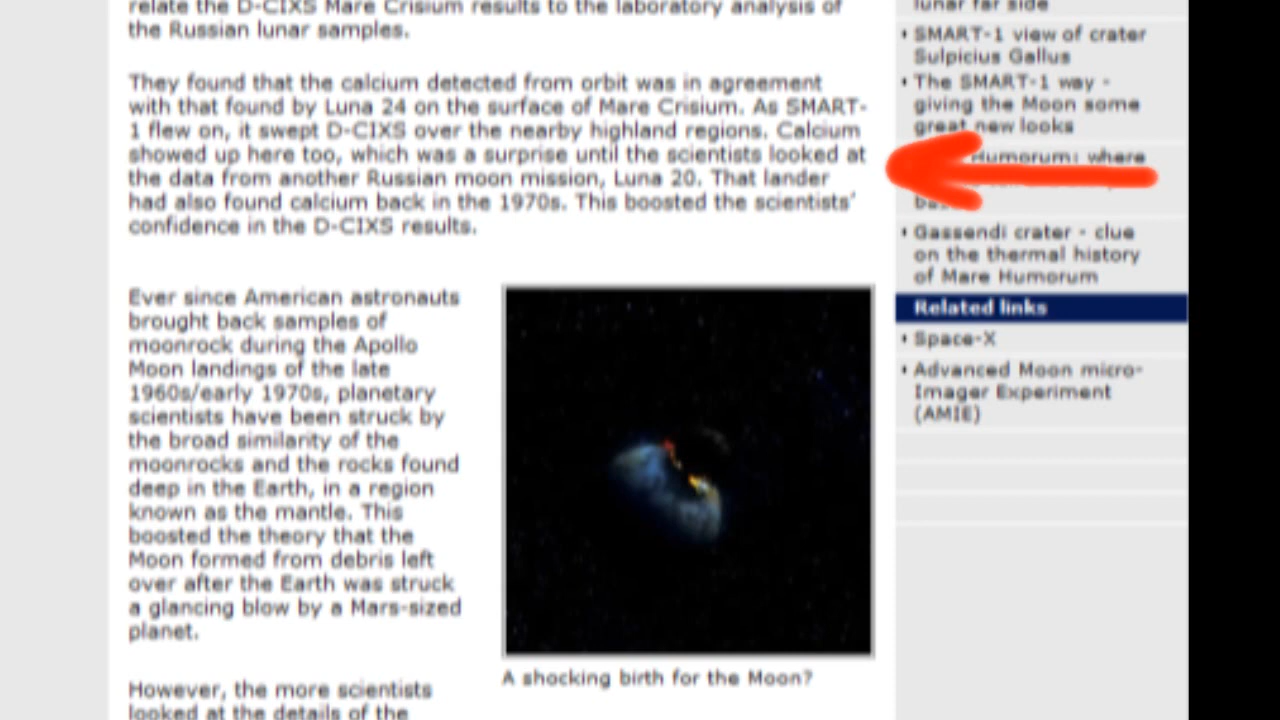 relate the D-CIXS Mare Crisium results to the laboratory analysis of
the Russian lunar samples.
They found that the calcium detected from orbit was in agreement
with that found by Luna 24 on the surface of Mare Crisium. As SMART-
1 flew on, it swept D-CIXS over the nearby highland regions. Calcium
showed up here too, which was a surprise until the scientists looked at
the data from another Russian moon mission, Luna 20. That lander
had also found calcium back in the 1970s. This boosted the scientists'
confidence in the D-CIXS results.
Ever since American astronauts
brought back samples of
moonrock during the Apollo
Moon landings of the late
1960s/early 1970s, planetary
scientists have been struck by
the broad similarity of the
moonrocks and the rocks found
deep in the Earth, in a region
known as the mantle. This
boosted the theory that the
Moon formed from debris left
over after the Earth was struck
a glancing blow by a Mars-sized
planet.
However, the more scientists
looked at the details of the
A shocking birth for the Moon?
lunar far side
SMART-1 view of crater
Sulpicius Gallus
The SMART-1 way -
giving the Moon some
great new looks
Humorum: where
Gassendi crater - clue
on the thermal history
of Mare Humorum
Related links
Space-X
Advanced Moon micro-
Imager Experiment
(AMIE)